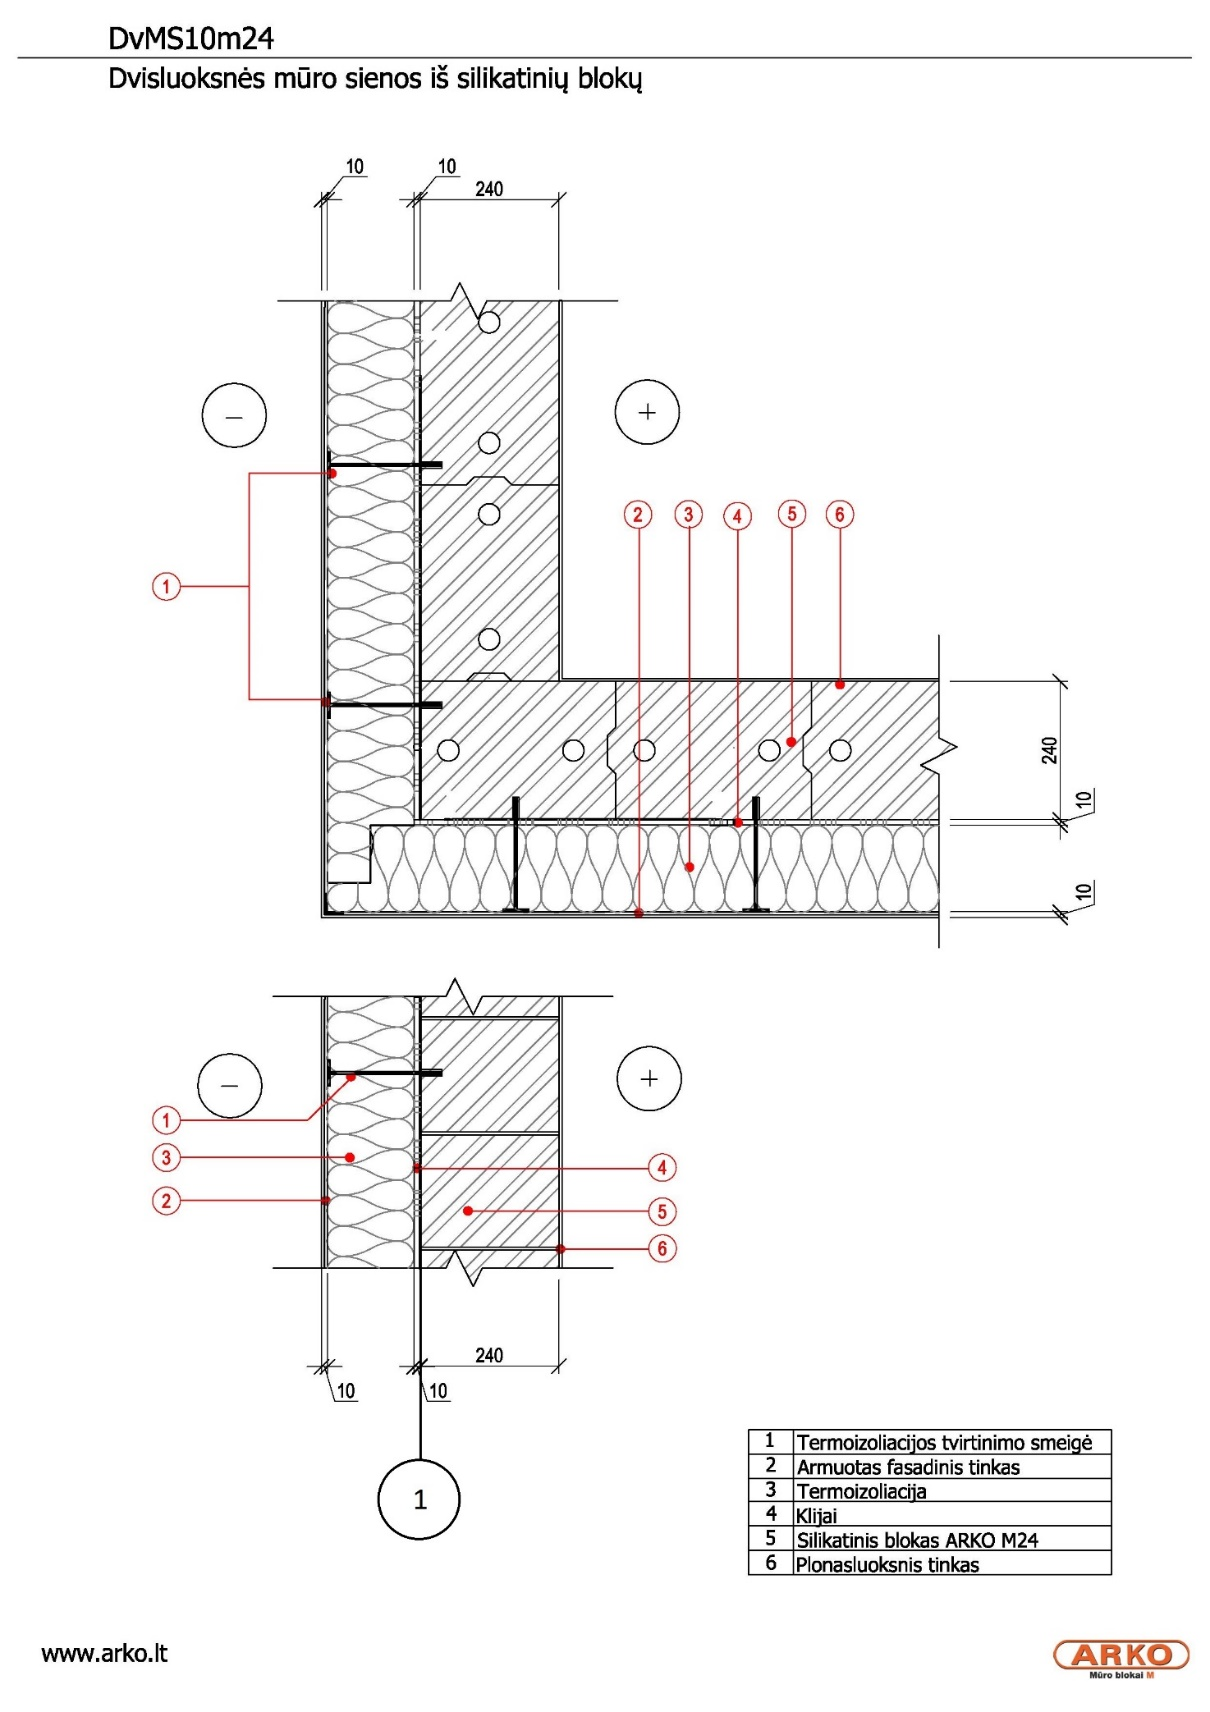 DvMS10m24
Dvisluoksnės mūro sienos iš silikatinių blokų
10
10
240
–
+
2
3
4
5
6
1
240
10
10
–
+
1
3
2
4
5
6
240
10
10
1
1 Termoizoliacijos tvirtinimo smeigė
2 Armuotas fasadinis tinkas
3 Termoizoliacija
4 Klijai
5 Silikatinis blokas ARKO M24
6 Plonasluoksnis tinkas
www.arko.lt
ARKO
Mūro blokai M